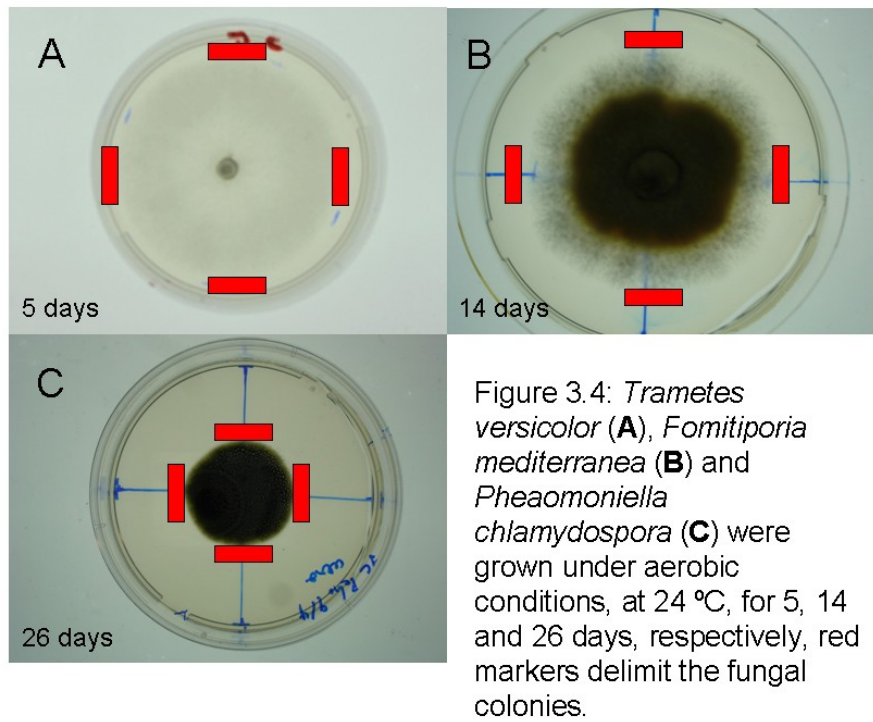 A
5 days
B
14 days
C
26 days
Figure 3.4: Trametes
versicolor (A), Fomitiporia
mediterranea (B) and
Pheaomoniella
chlamydospora (C) were
grown under aerobic
conditions, at 24 ºC, for 5, 14
and 26 days, respectively, red
markers delimit the fungal
colonies.